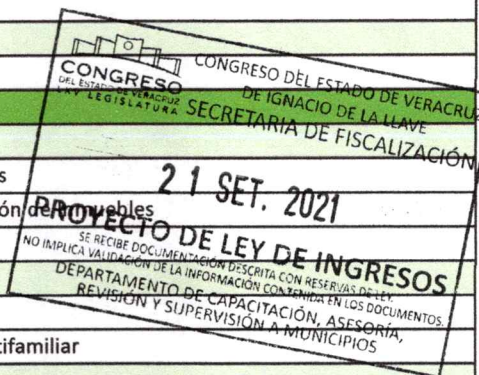 CONGRESO
DEL ESTADO DE VERACRUZ
LXV LEGISLATURA
CONGRESO DEL ESTADO DE VERACRUZ
DE IGNACIO DE LA LLAVE
SECRETARIA DE FISCALIZACIÓN
21 SET. 2021
s
ón de Inmuebles
PROYECTO DE LEY DE INGRESOS
SE RECIBE DOCUMENTACIÓN DESCRITA CON RESERVAS DE LEY.
NO IMPLICA VALIDACIÓN DE LA INFORMACIÓN CONTENIDA EN LOS DOCUMENTOS.
DEPARTAMENTO DE CAPACITACIÓN, ASESORÍA,
REVISIÓN Y SUPERVISIÓN A MUNICIPIOS
tifamiliar